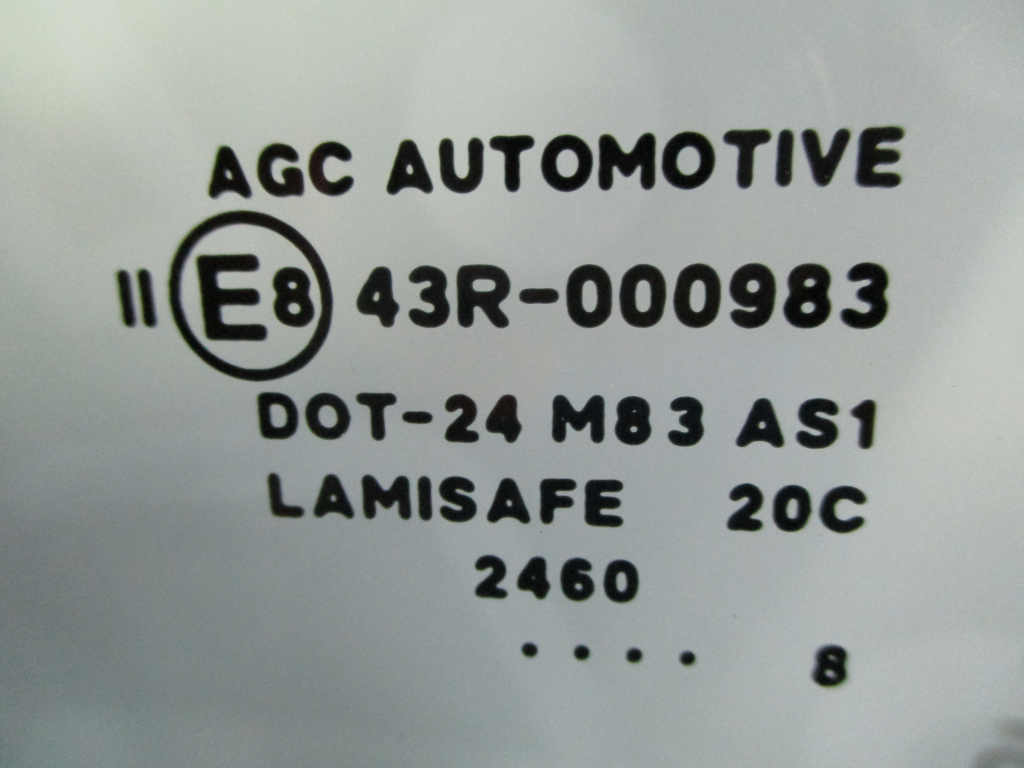 AGC AUTOMOTIVE
II E8 43R-000983
DOT-24 M83 AS1
LAMISAFE 20C
2460
.... 8